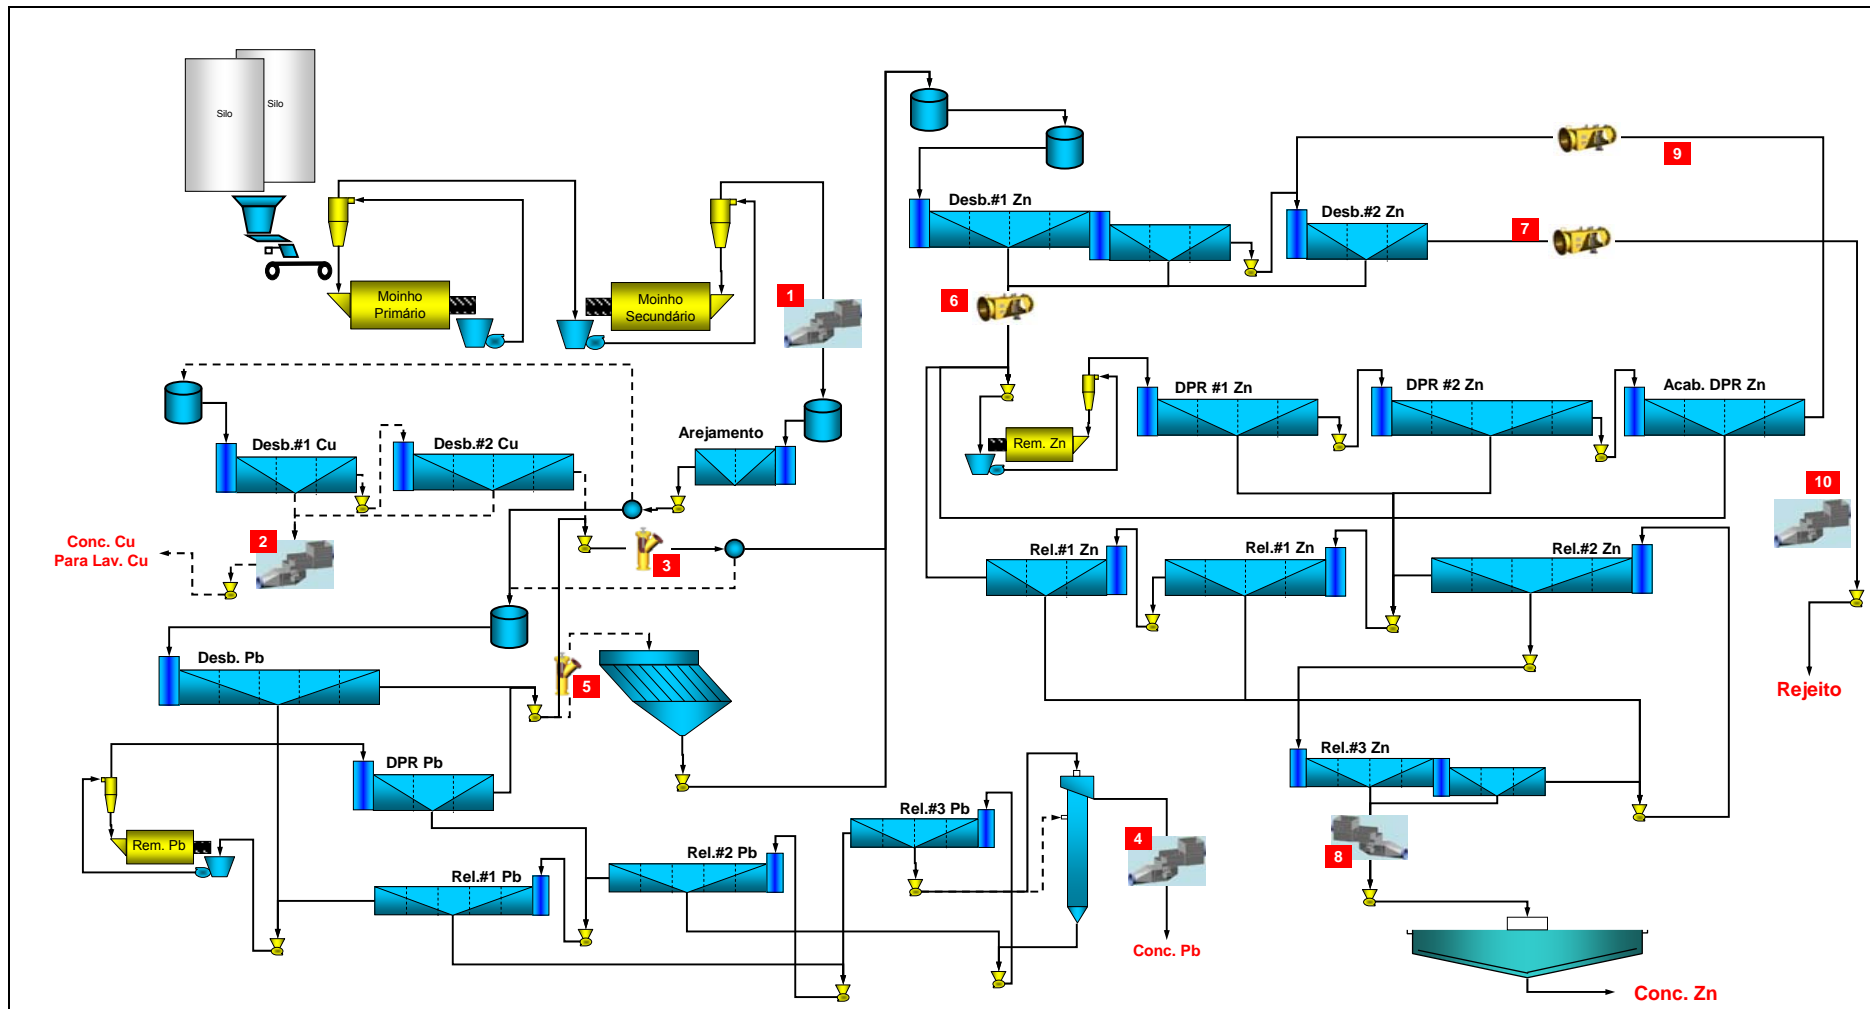 Silo
Silo
Moinho
Primário
Moinho
Secundário
1
Desb.#1 Zn
Desb.#2 Zn
9
7
6
Desb.#1 Cu
Desb.#2 Cu
Arejamento
Rem. Zn
DPR #1 Zn
DPR #2 Zn
Acab. DPR Zn
Conc. Cu
Para Lav. Cu
2
3
10
Rel.#1 Zn
Rel.#1 Zn
Rel.#2 Zn
Desb. Pb
5
Rejeito
DPR Pb
Rel.#3 Zn
Rem. Pb
Rel.#1 Pb
Rel.#2 Pb
Rel.#3 Pb
4
8
Conc. Pb
Conc. Zn